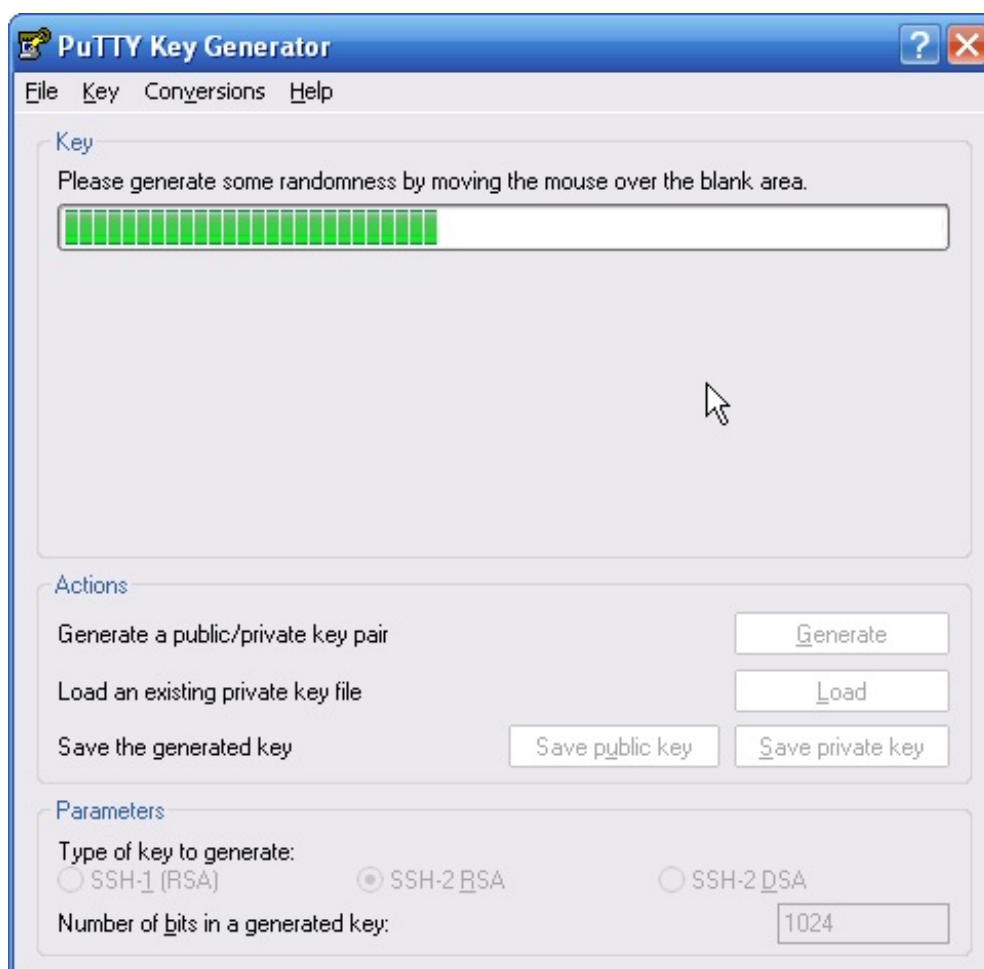 PuTTY Key Generator
File Key Conversions Help
Key
Please generate some randomness by moving the mouse over the blank area.
Actions
Generate a public/private key pair Generate
Load an existing private key file Load
Save the generated key Save public key Save private key
Parameters
Type of key to generate:
SSH-1 (RSA) SSH-2 RSA SSH-2 DSA
Number of bits in a generated key: 1024